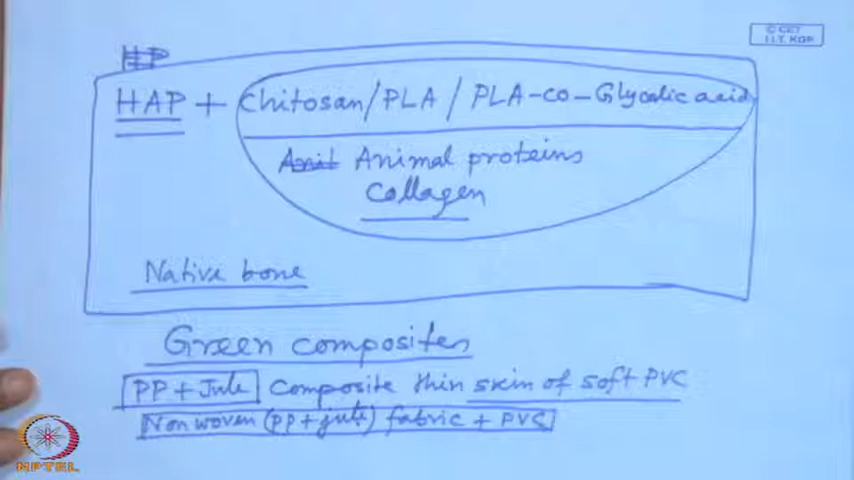 © CET
I.I.T. KGP
HP
HAP + Chitosan/PLA / PLA-co-Glycolic acid
Animal proteins
Collagen
Native bone
Green composites
PP + Jute Composite thin skin of soft PVC
Non woven (PP + jute) fabric + PVC
NPTEL